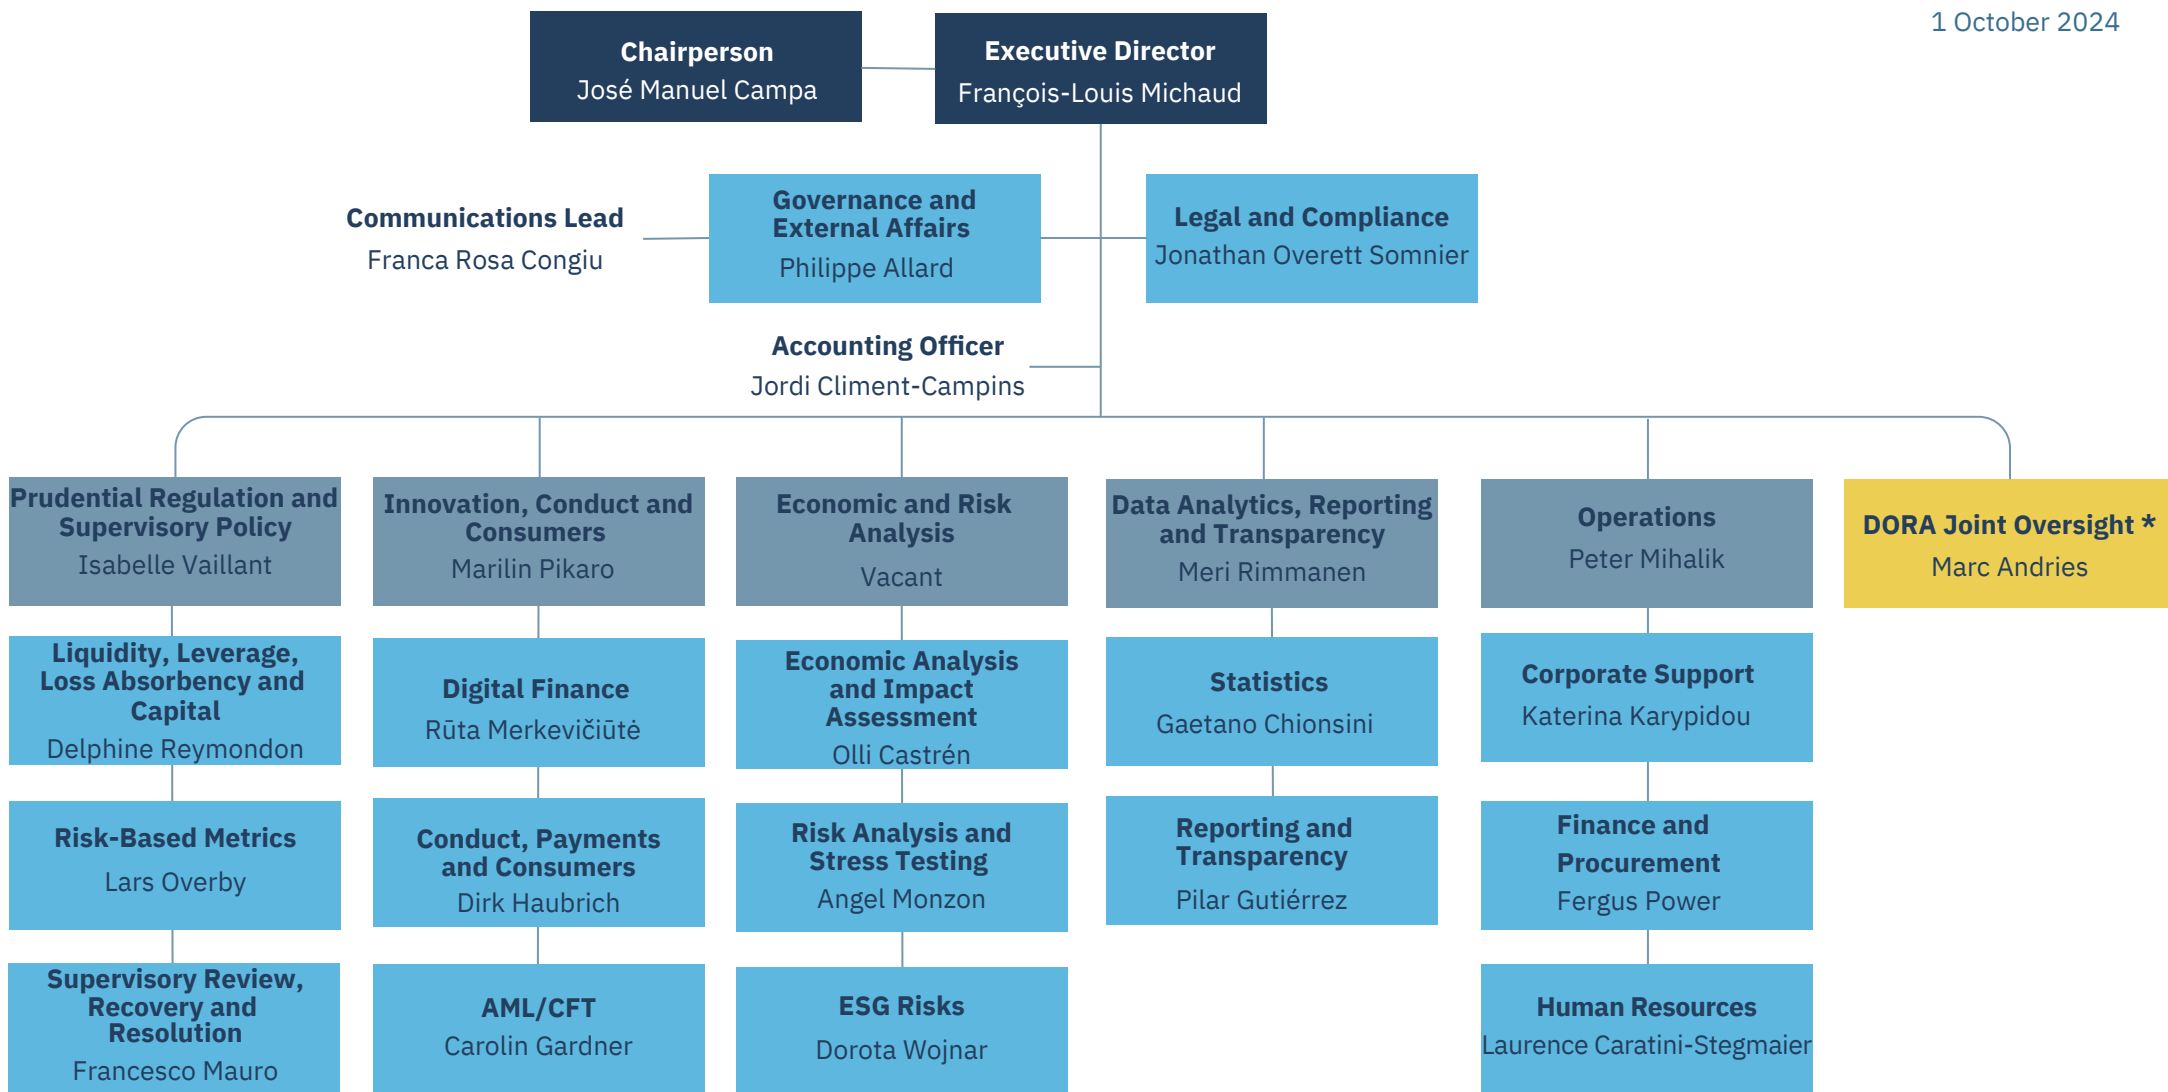 1 October 2024
Chairperson
José Manuel Campa
Executive Director
François-Louis Michaud
Communications Lead
Franca Rosa Congiu
Governance and
External Affairs
Philippe Allard
Legal and Compliance
Jonathan Overett Somnier
Accounting Officer
Jordi Climent-Campins
Prudential Regulation and
Supervisory Policy
Isabelle Vaillant
Innovation, Conduct and
Consumers
Marilin Pikaro
Economic and Risk
Analysis
Vacant
Data Analytics, Reporting
and Transparency
Meri Rimmanen
Operations
Peter Mihalik
DORA Joint Oversight *
Marc Andries
Liquidity, Leverage,
Loss Absorbency and
Capital
Delphine Reymondon
Digital Finance
Rūta Merkevičiūtė
Economic Analysis
and Impact
Assessment
Olli Castrén
Statistics
Gaetano Chionsini
Corporate Support
Katerina Karypidou
Risk-Based Metrics
Lars Overby
Conduct, Payments
and Consumers
Dirk Haubrich
Risk Analysis and
Stress Testing
Angel Monzon
Reporting and
Transparency
Pilar Gutiérrez
Finance and
Procurement
Fergus Power
Supervisory Review,
Recovery and
Resolution
Francesco Mauro
AML/CFT
Carolin Gardner
ESG Risks
Dorota Wojnar
Human Resources
Laurence Caratini-Stegmaier